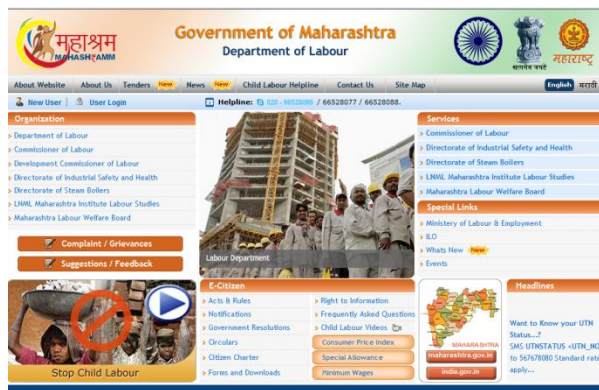 महाश्रम
MAHASHRAMM
Government of Maharashtra
Department of Labour
सत्यमेव जयते
महाराष्ट्र
About Website About Us Tenders New News New Child Labour Helpline Contact Us Site Map English मराठी
New User User Login Helpline: 020 - 66528066 / 66528077 / 66528088.
Organization
Department of Labour
Commissioner of Labour
Development Commissioner of Labour
Directorate of Industrial Safety and Health
Directorate of Steam Boilers
LNML Maharashtra Institute Labour Studies
Maharashtra Labour Welfare Board
Complaint / Grievances
Suggestions / Feedback
Stop Child Labour
Labour Department
E-Citizen
Acts & Rules
Notifications
Government Resolutions
Circulars
Citizen Charter
Forms and Downloads
Right to Information
Frequently Asked Questions
Child Labour Videos
Consumer Price Index
Special Allowance
Minimum Wages
Services
Commissioner of Labour
Directorate of Industrial Safety and Health
Directorate of Steam Boilers
LNML Maharashtra Institute Labour Studies
Maharashtra Labour Welfare Board
Special Links
Ministery of Labour & Employment
ILO
Whats New New
Events
MAHARASHTRA
maharashtra.gov.in
india.gov.in
Headlines
Want to Know your UTN
Status...?
SMS UTNSTATUS <UTN_NO
to 567678080 Standard rate
apply...